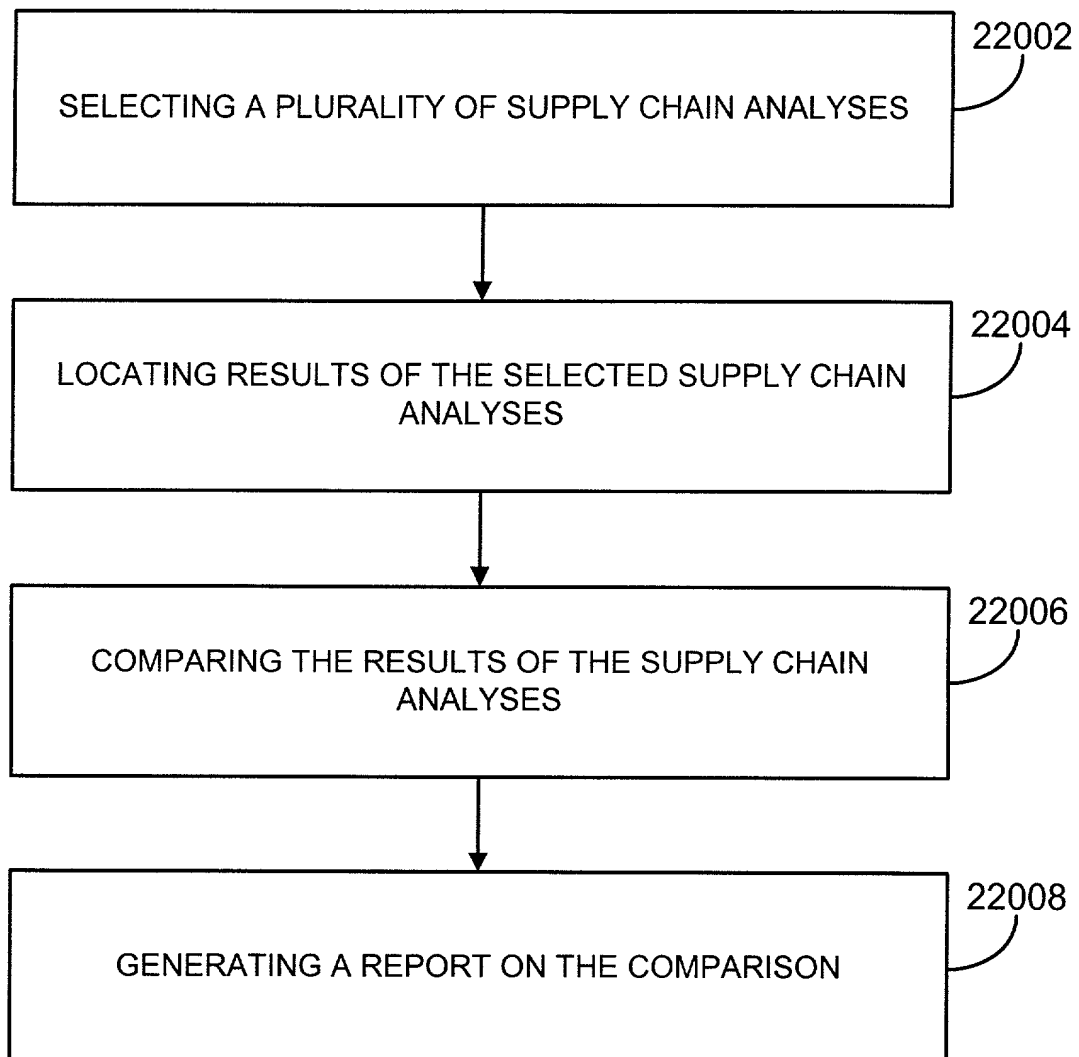 22002
SELECTING A PLURALITY OF SUPPLY CHAIN ANALYSES
22004
LOCATING RESULTS OF THE SELECTED SUPPLY CHAIN
ANALYSES
22006
COMPARING THE RESULTS OF THE SUPPLY CHAIN
ANALYSES
22008
GENERATING A REPORT ON THE COMPARISON